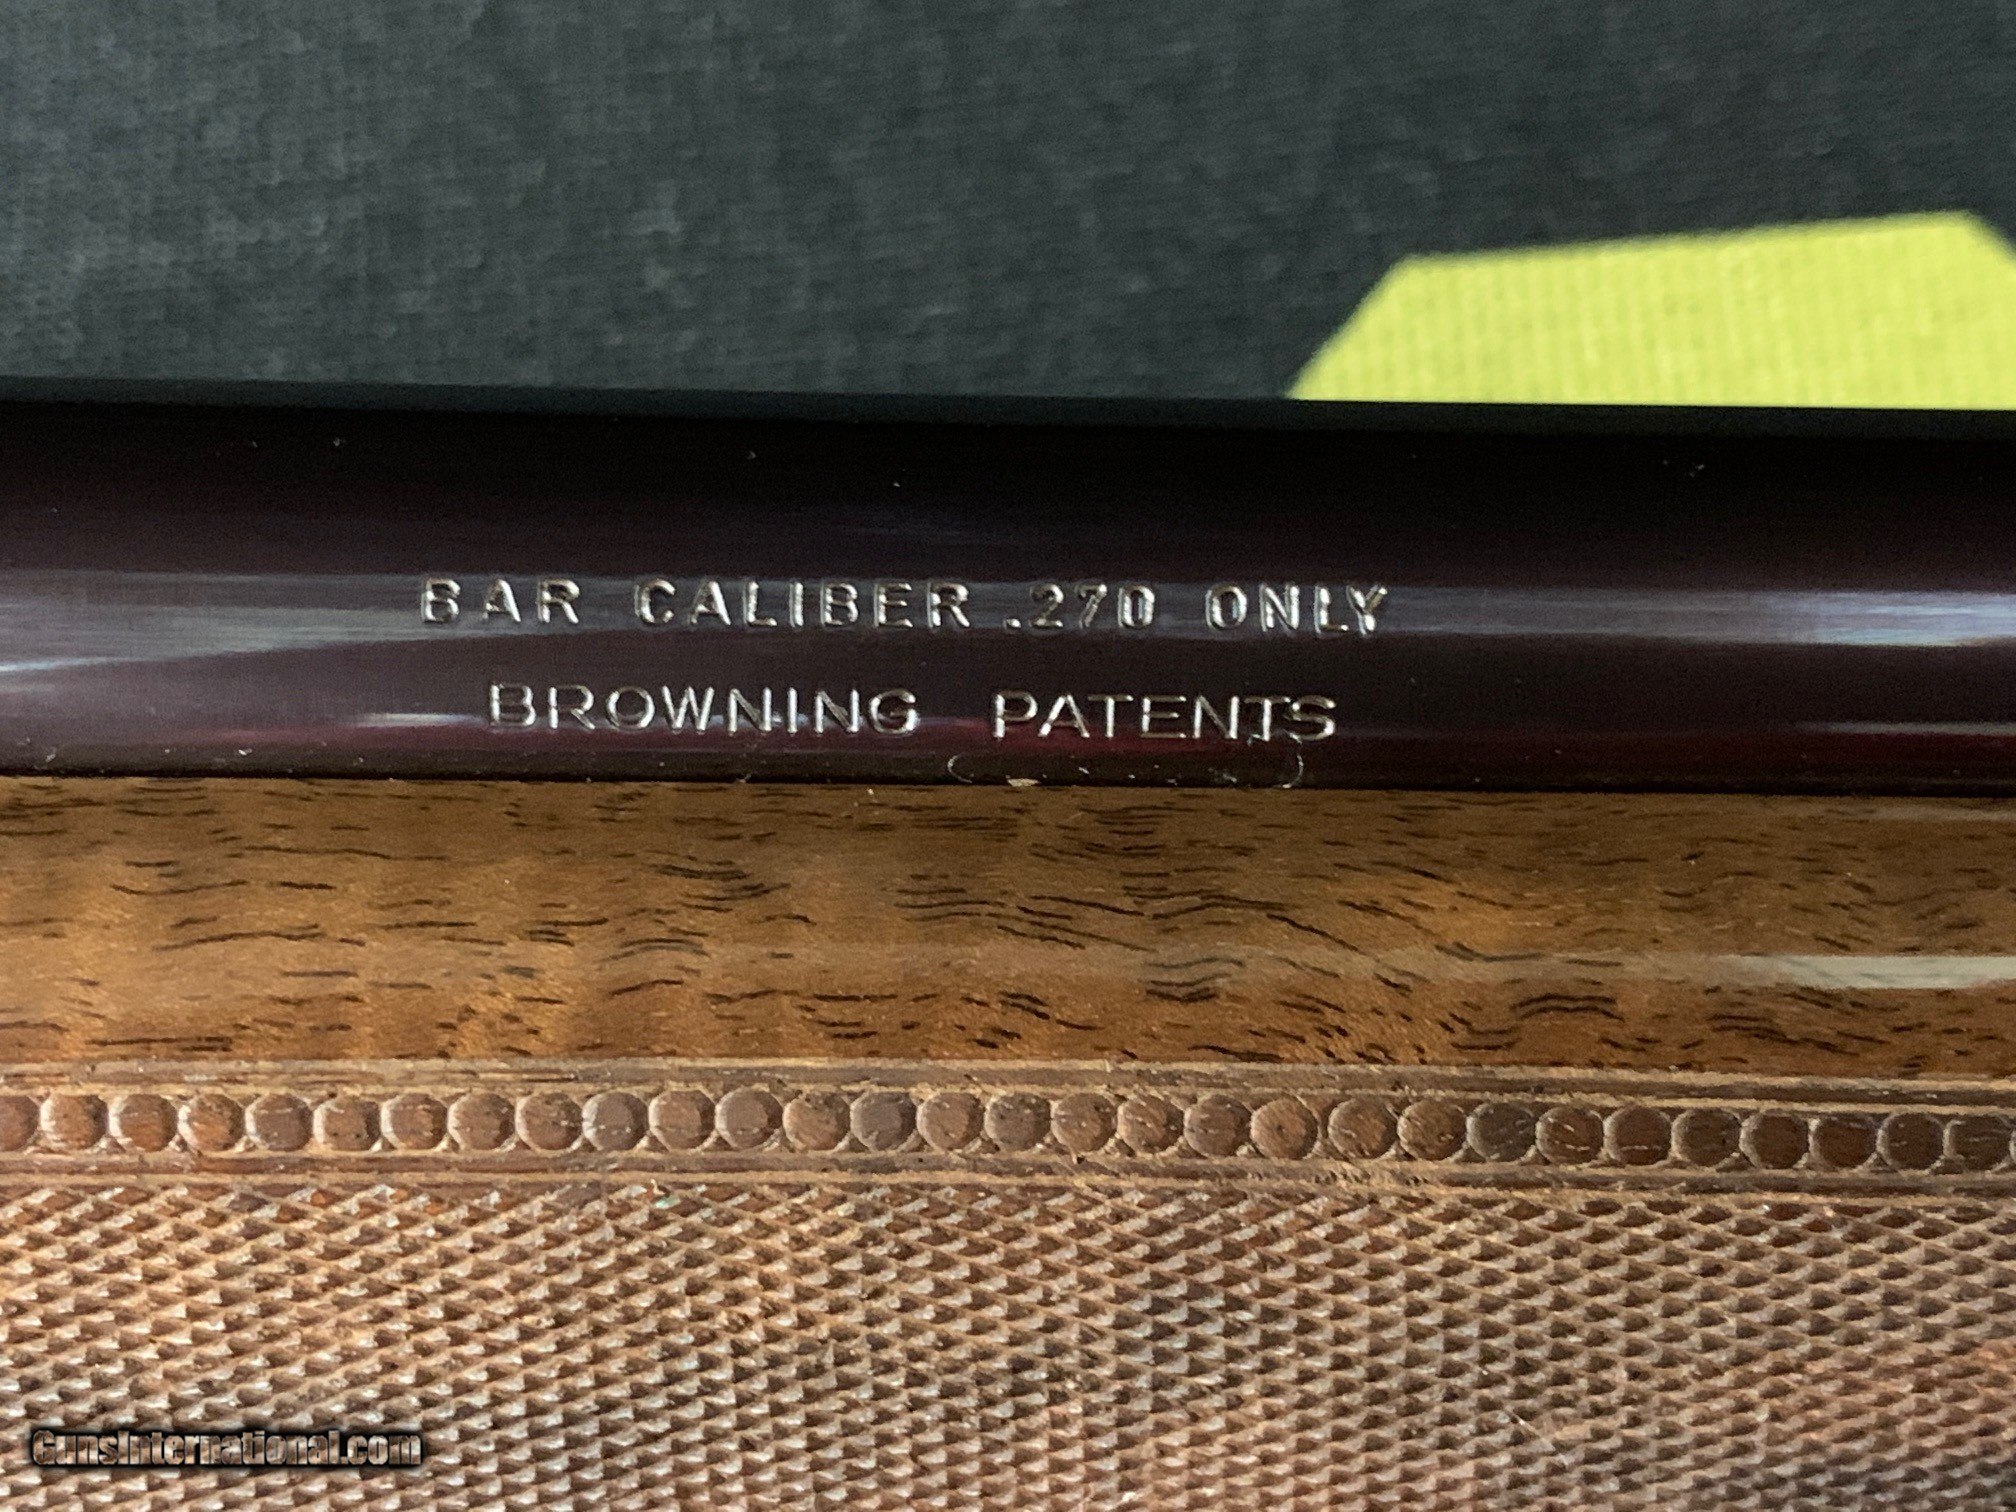 BAR CALIBER .270 ONLY
BROWNING PATENTS
GunsInternational.com